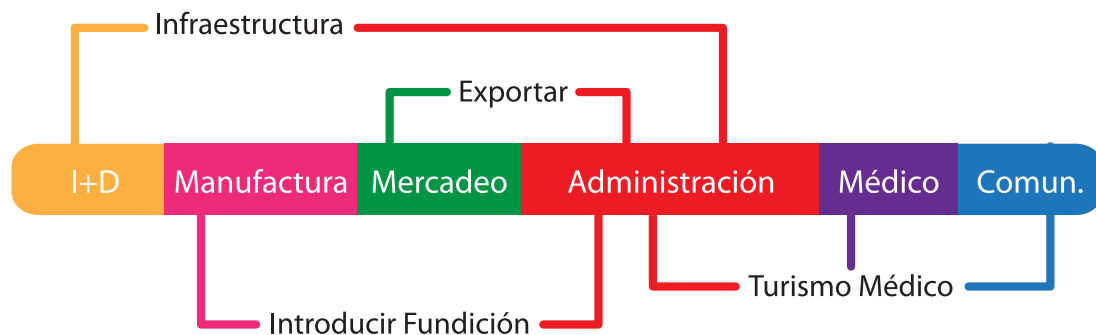 Infraestructura
Exportar
I+D Manufactura Mercadeo Administración Médico Comun.
Turismo Médico
Introducir Fundición